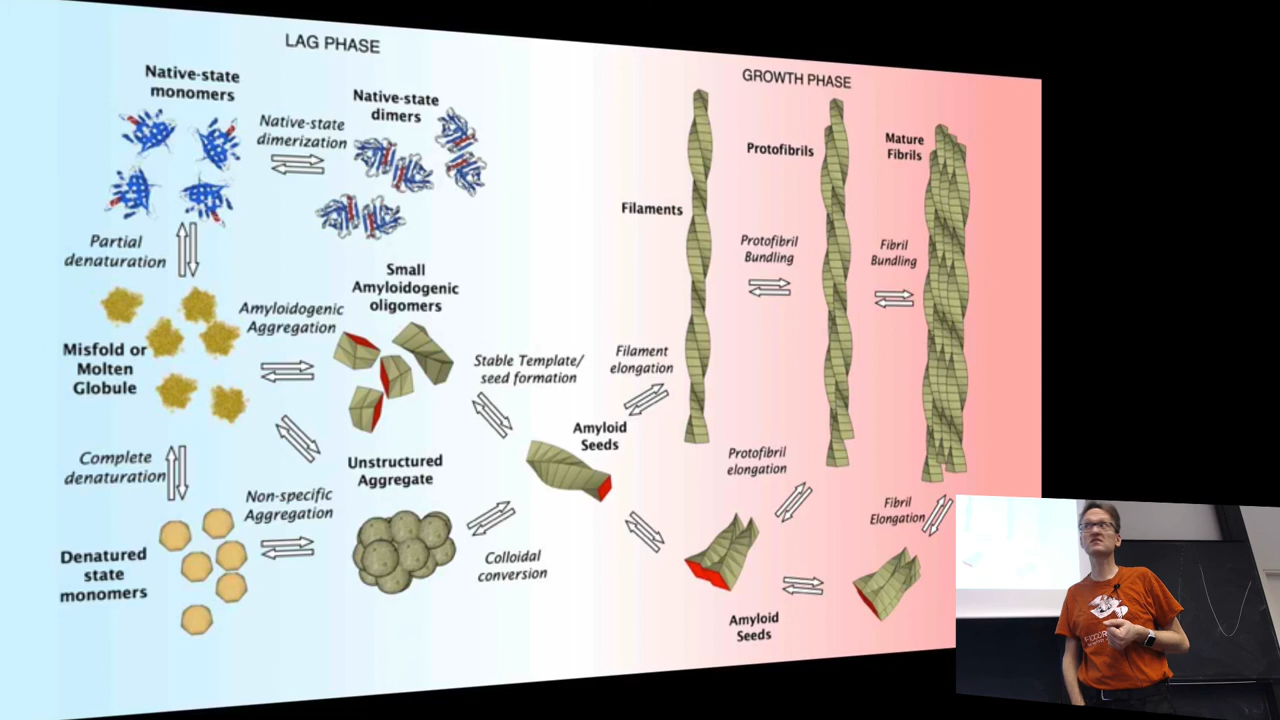 LAG PHASE
GROWTH PHASE
Native-state
monomers
Native-state
dimerization
Native-state
dimers
Partial
denaturation
Small
Amyloidogenic
oligomers
Amyloidogenic
Aggregation
Misfold or
Molten
Globule
Stable Template/
seed formation
Complete
denaturation
Unstructured
Aggregate
Non-specific
Aggregation
Denatured
state
monomers
Colloidal
conversion
Amyloid
Seeds
Filament
elongation
Filaments
Protofibrils
Mature
Fibrils
Protofibril
Bundling
Fibril
Bundling
Protofibril
elongation
Fibril
Elongation
Amyloid
Seeds